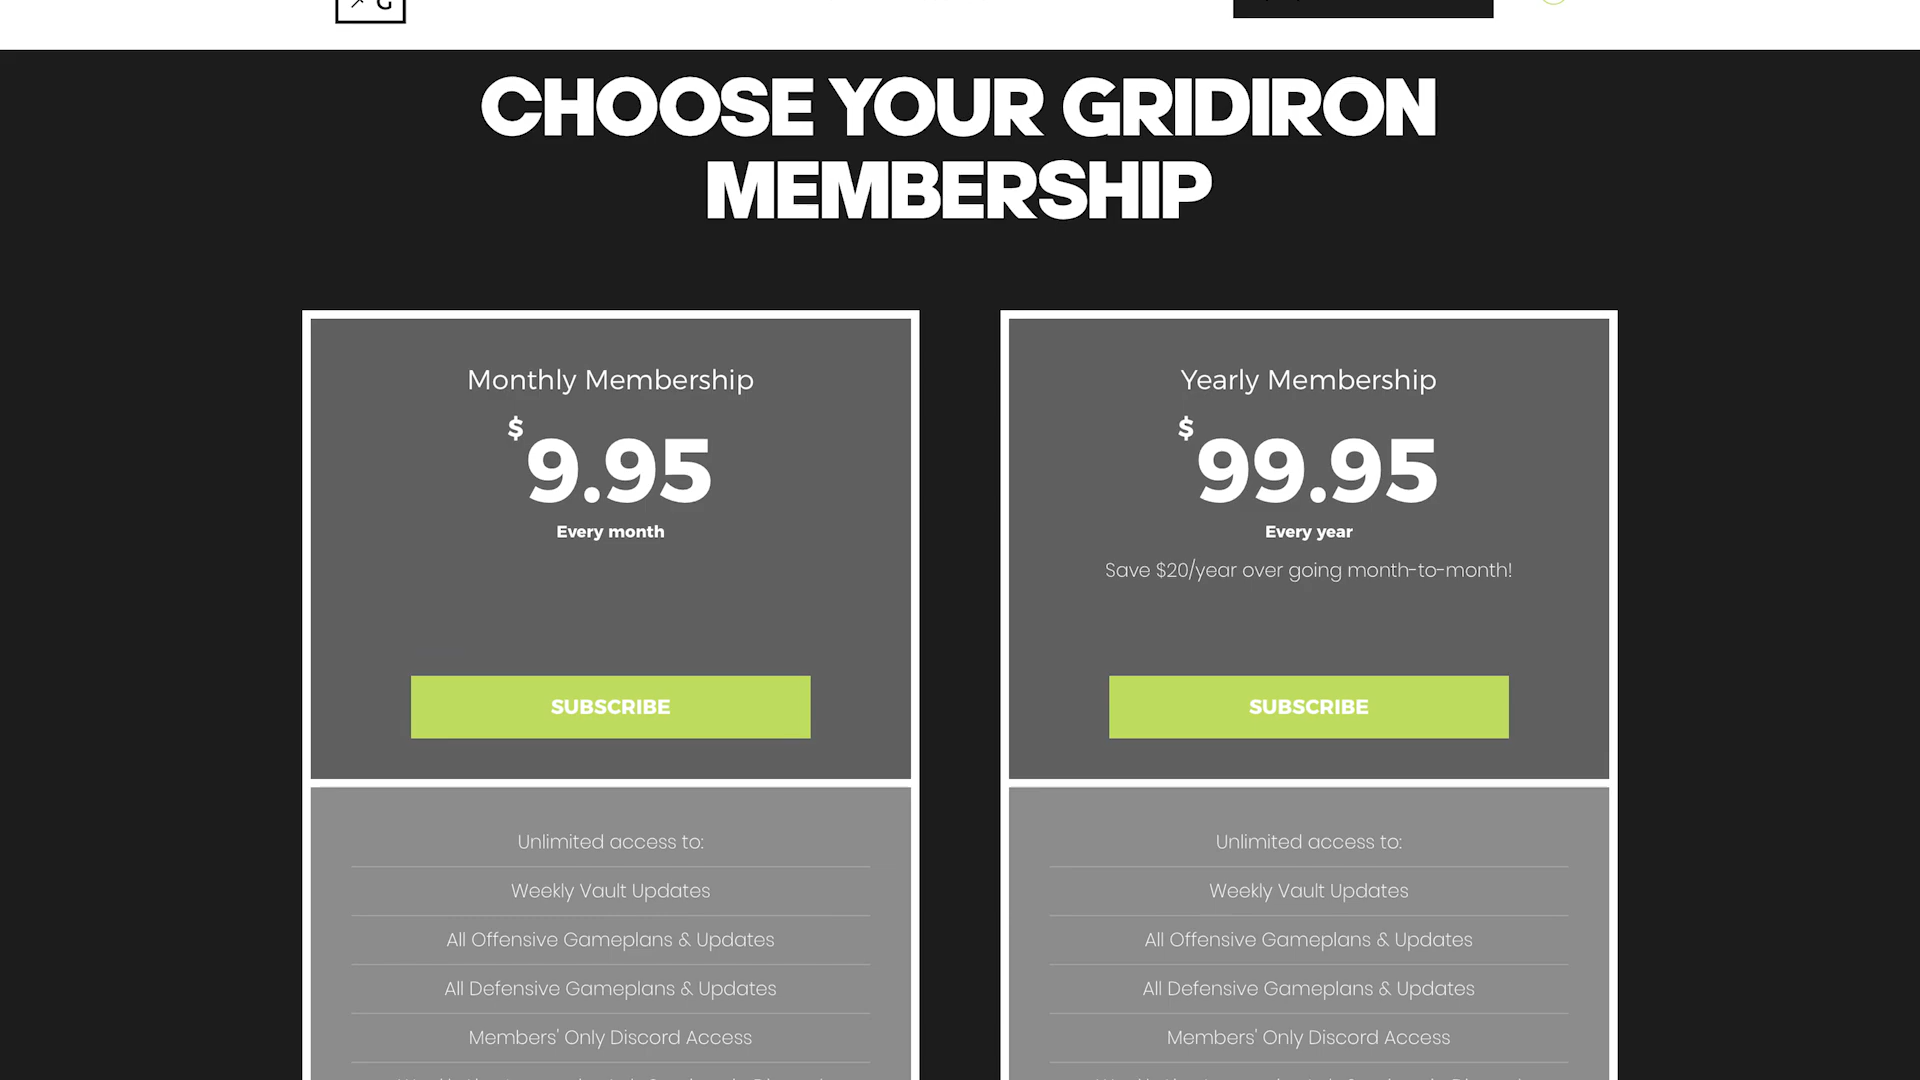 G
CHOOSE YOUR GRIDIRON
MEMBERSHIP
Monthly Membership
$
9.95
Every month
SUBSCRIBE
Unlimited access to:
Weekly Vault Updates
All Offensive Gameplans & Updates
All Defensive Gameplans & Updates
Members' Only Discord Access
Yearly Membership
$
99.95
Every year
Save $20/year over going month-to-month!
SUBSCRIBE
Unlimited access to:
Weekly Vault Updates
All Offensive Gameplans & Updates
All Defensive Gameplans & Updates
Members' Only Discord Access